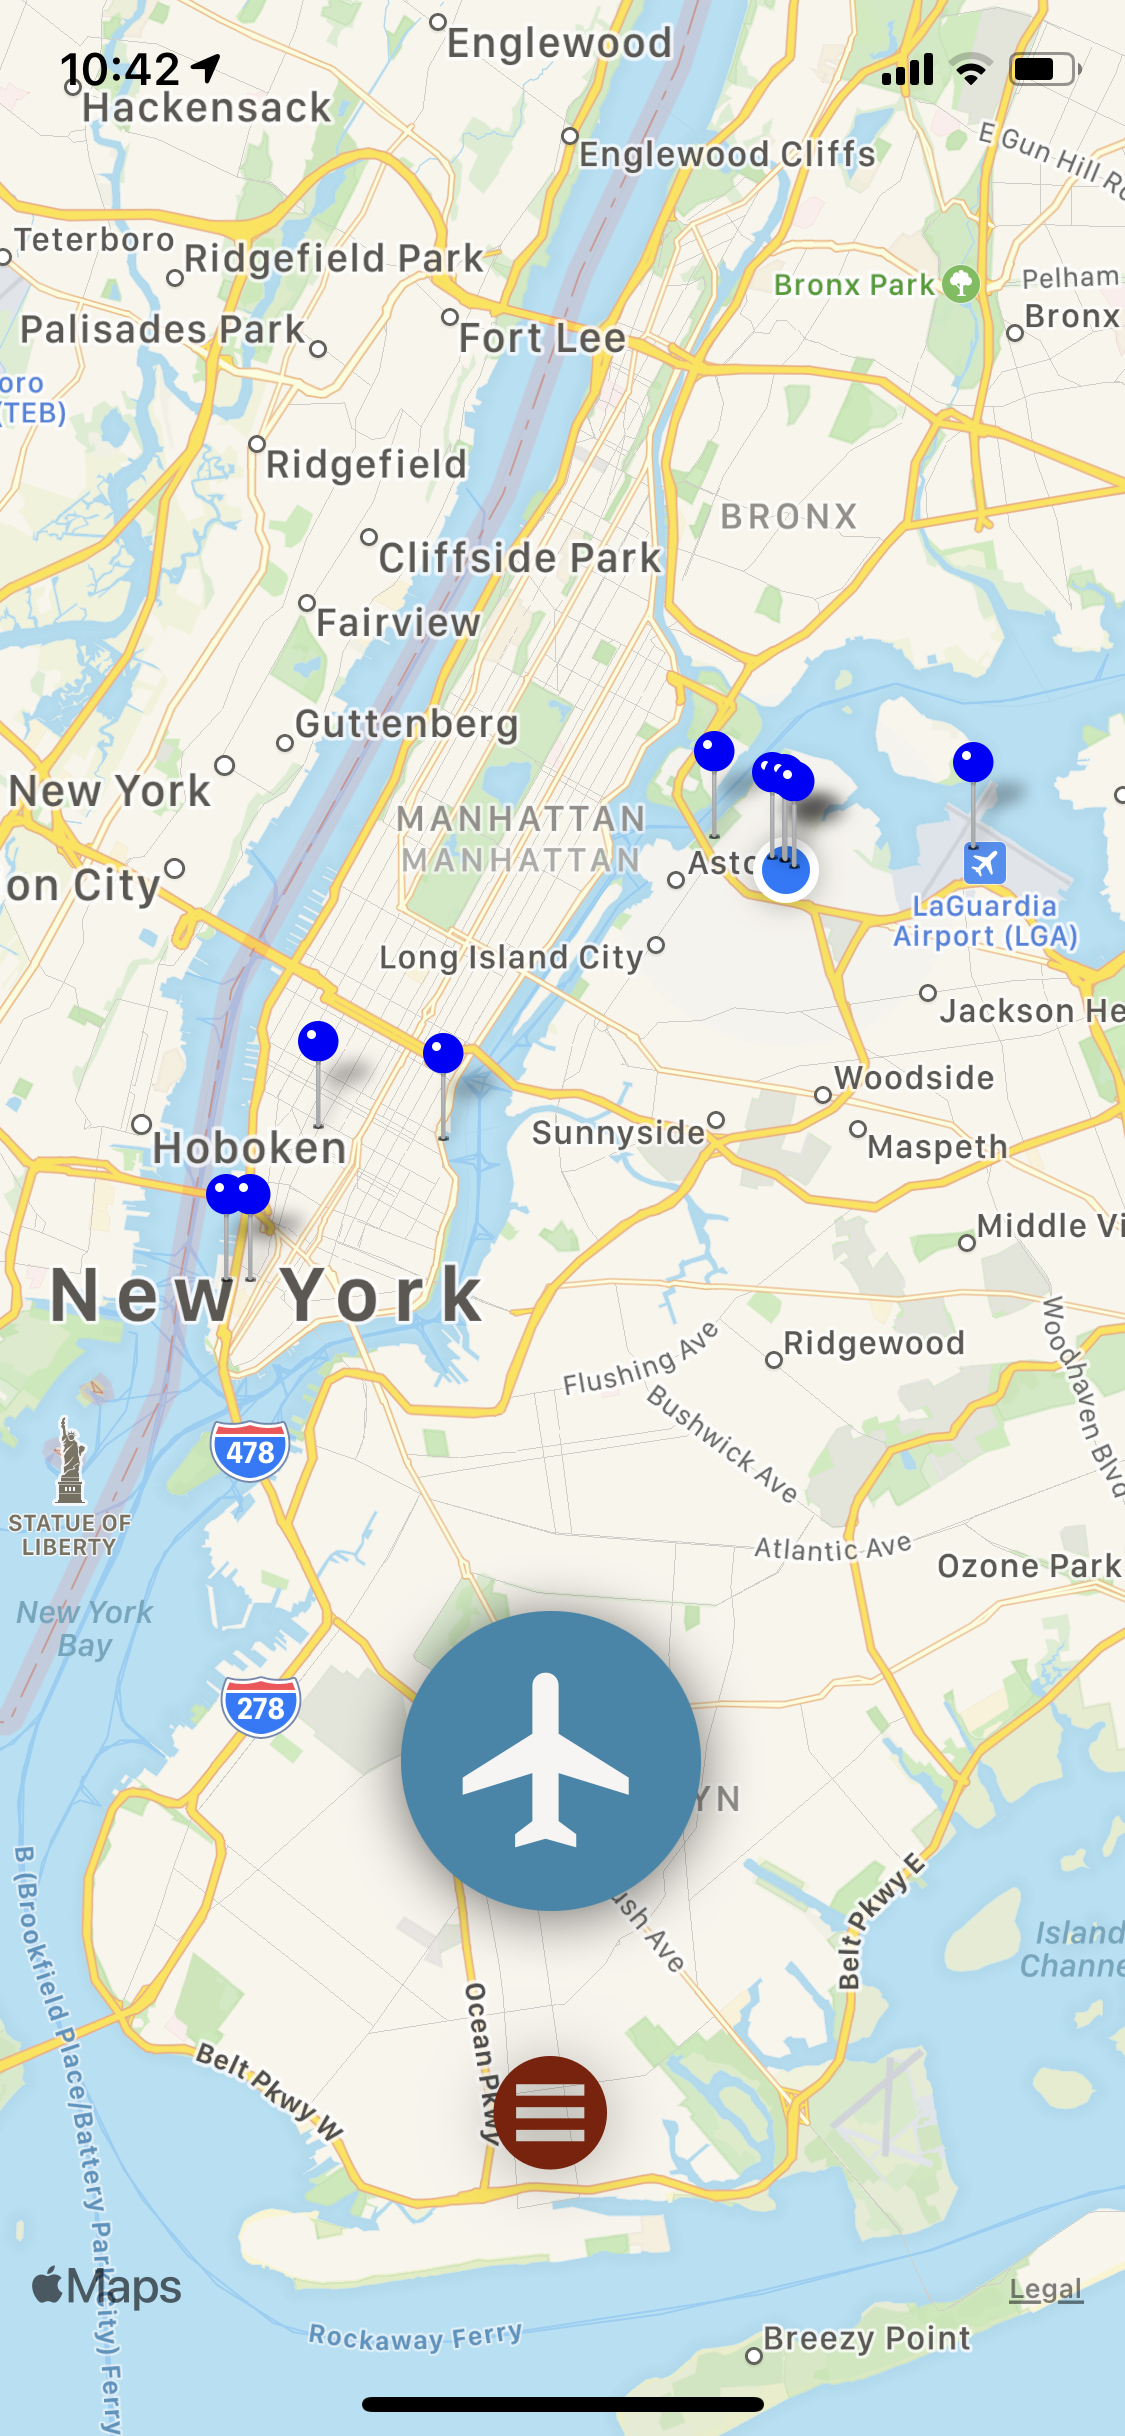 Englewood
10:42
Hackensack
Englewood Cliffs
E Gun Hill
Teterboro
Ridgefield Park
Bronx Park
Pelham
Bronx
Palisades Park
Fort Lee
oro
(TEB)
Ridgefield
BRONX
Cliffside Park
Fairview
Guttenberg
New York
MANHATTAN
MANHATTAN
Asto
on City
LaGuardia
Airport (LGA)
Long Island City
Jackson He
Woodside
Sunnyside
Maspeth
Hoboken
Middle Vi
New York
Woodhaven Blvd
Flushing Ave
Ridgewood
Bushwick Ave
478
STATUE OF
LIBERTY
Atlantic Ave
Ozone Park
New York
Bay
278
YN
B (Brookfield Place/Battery Park City) Ferry
ush Ave
Belt Pkwy E
Island
Channe
Ocean Pkwy
Belt Pkwy W
Maps
Legal
Rockaway Ferry
Breezy Point